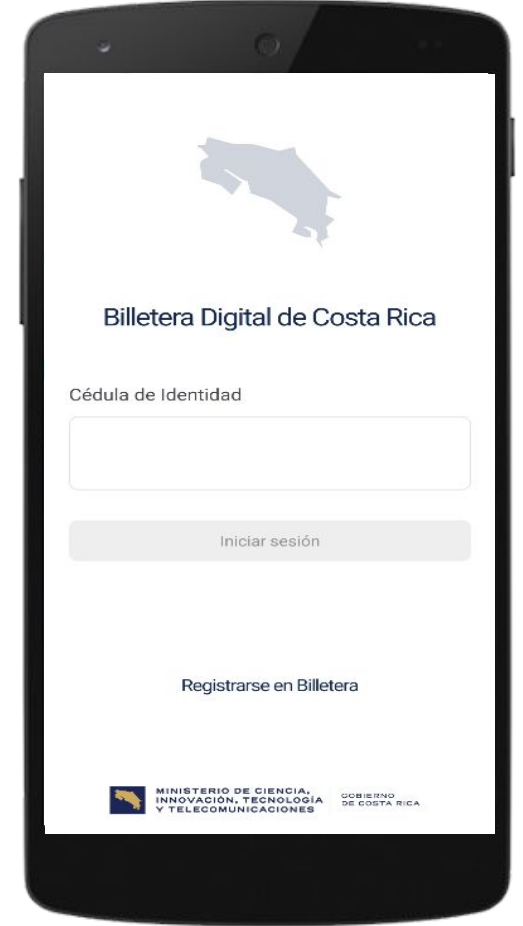 Billetera Digital de Costa Rica
Cédula de Identidad
Iniciar sesión
Registrarse en Billetera
MINISTERIO DE CIENCIA,
INNOVACIÓN, TECNOLOGÍA
Y TELECOMUNICACIONES
GOBIERNO
DE COSTA RICA